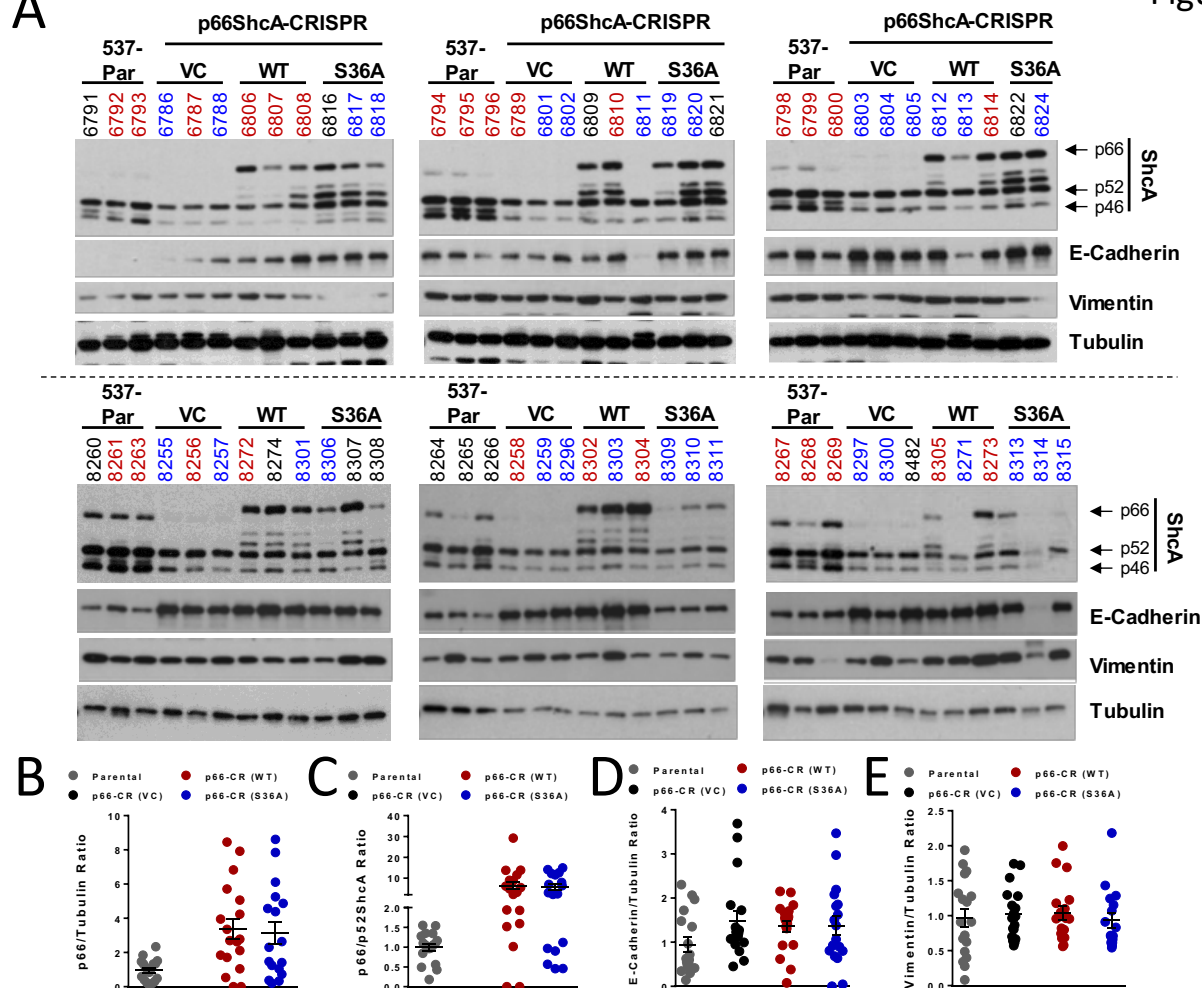 A
Figu
p66ShcA-CRISPR p66ShcA-CRISPR p66ShcA-CRISPR
537-Par VC WT S36A 537-Par VC WT S36A 537-Par VC WT S36A
6791 6792 6793 6786 6787 6788 6806 6807 6808 6816 6817 6818 6794 6795 6796 6789 6801 6802 6809 6810 6811 6819 6820 6821 6798 6799 6800 6803 6804 6805 6812 6813 6814 6822 6824
p66
p52
p46
ShcA
E-Cadherin
Vimentin
Tubulin
537-Par VC WT S36A 537-Par VC WT S36A 537-Par VC WT S36A
8260 8261 8263 8255 8256 8257 8272 8274 8301 8306 8307 8308 8264 8265 8266 8258 8259 8296 8302 8303 8304 8309 8310 8311 8267 8268 8269 8297 8300 8482 8305 8271 8273 8313 8314 8315
p66
p52
p46
ShcA
E-Cadherin
Vimentin
Tubulin
B
Parental p66-CR (WT)
p66-CR (VC) p66-CR (S36A)
p66/Tubulin Ratio
10
8
6
4
2
0
C
Parental p66-CR (WT)
p66-CR (VC) p66-CR (S36A)
p66/p52ShcA Ratio
40
30
20
10
2.0
1.5
1.0
0.5
0.0
D
Parental p66-CR (WT)
p66-CR (VC) p66-CR (S36A)
E-Cadherin/Tubulin Ratio
4
3
2
1
0
E
Parental p66-CR (WT)
p66-CR (VC) p66-CR (S36A)
Vimentin/Tubulin Ratio
2.5
2.0
1.5
1.0
0.5
0.0